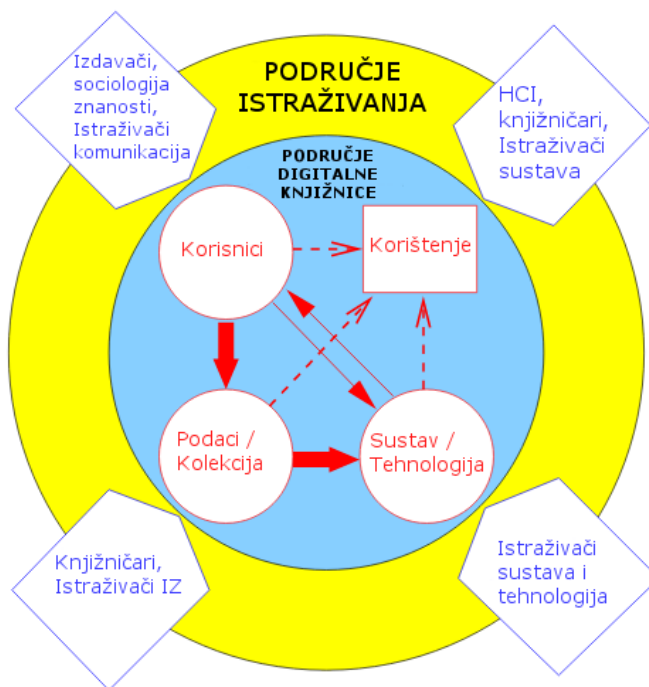 Izdavači,
sociologija
znanosti,
Istraživači
komunikacija
PODRUČJE
ISTRAŽIVANJA
HCI,
knjižničari,
Istraživači
sustava
PODRUČJE
DIGITALNE
KNJIŽNICE
Korisnici
Korištenje
Podaci /
Kolekcija
Sustav /
Tehnologija
Knjižničari,
Istraživači IZ
Istraživači
sustava i
tehnologija